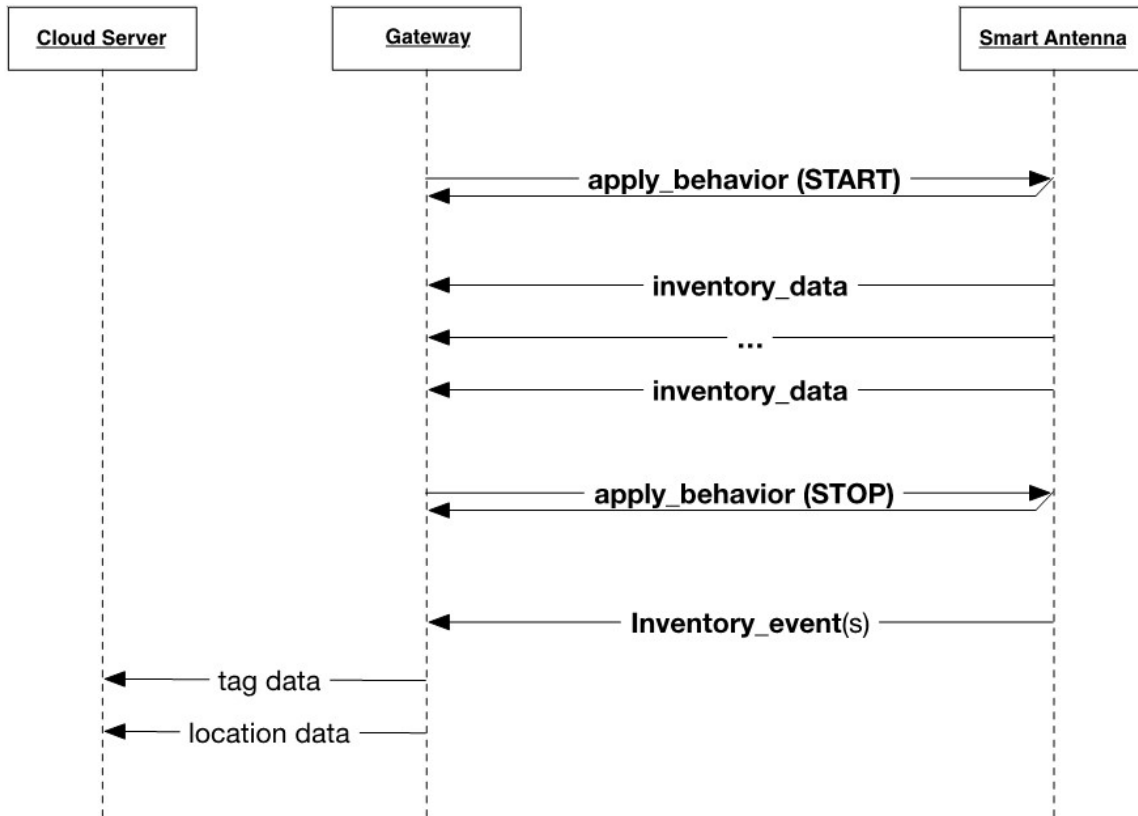 Cloud Server
Gateway
Smart Antenna
apply_behavior (START)
inventory_data
...
inventory_data
apply_behavior (STOP)
Inventory_event(s)
tag data
location data